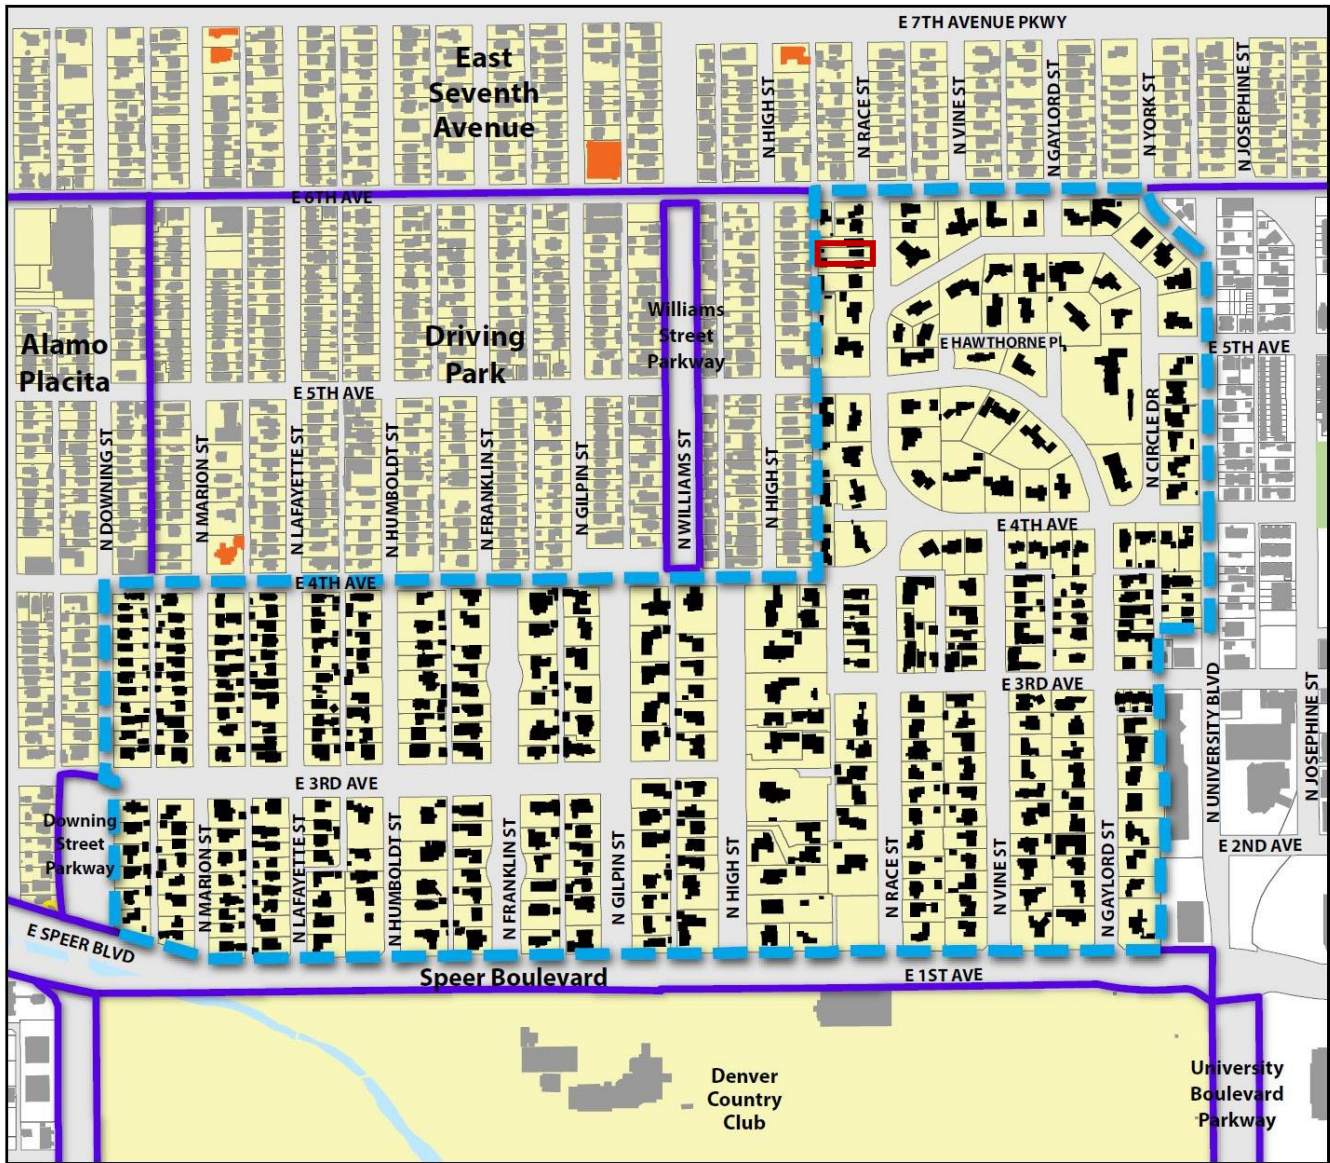 E 7TH AVENUE PKWY
East
Seventh
Avenue
N HIGH ST
N RACE ST
N VINE ST
N GAYLORD ST
N YORK ST
N JOSEPHINE ST
E 6TH AVE
Alamo
Placita
Driving
Park
Williams
Street
Parkway
E HAWTHORNE PL
E 5TH AVE
E 5TH AVE
N DOWNING ST
N MARION ST
N LAFAYETTE ST
N HUMBOLDT ST
N FRANKLIN ST
N GILPIN ST
N WILLIAMS ST
N HIGH ST
N CIRCLE DR
E 4TH AVE
E 4TH AVE
E 3RD AVE
N UNIVERSITY BLVD
N JOSEPHINE ST
E 3RD AVE
Downing
Street
Parkway
N MARION ST
N LAFAYETTE ST
N HUMBOLDT ST
N FRANKLIN ST
N GILPIN ST
N HIGH ST
N RACE ST
N VINE ST
N GAYLORD ST
E 2ND AVE
E SPEER BLVD
Speer Boulevard
E 1ST AVE
Denver
Country
Club
University
Boulevard
Parkway